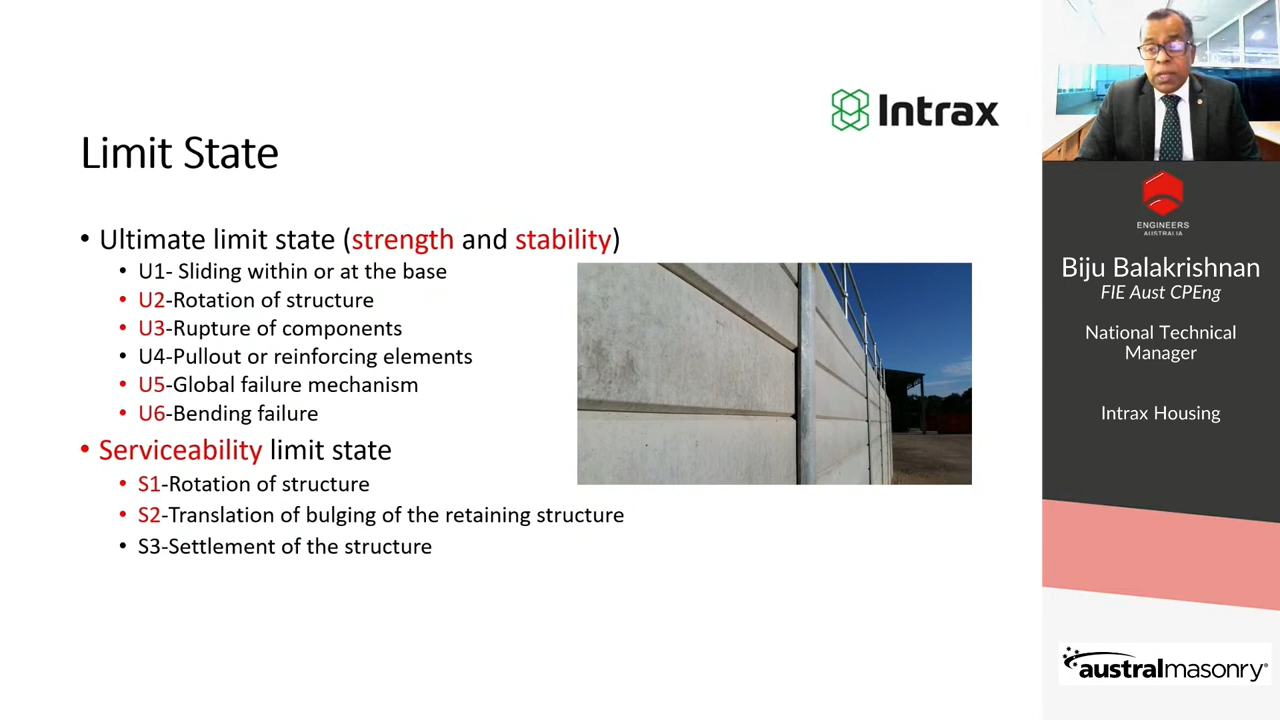 Intrax
Limit State
• Ultimate limit state (strength and stability)
• U1- Sliding within or at the base
• U2-Rotation of structure
• U3-Rupture of components
• U4-Pullout or reinforcing elements
• U5-Global failure mechanism
• U6-Bending failure
• Serviceability limit state
• S1-Rotation of structure
• S2-Translation of bulging of the retaining structure
• S3-Settlement of the structure
ENGINEERS
AUSTRALIA
Biju Balakrishnan
FIE Aust CPEng
National Technical
Manager
Intrax Housing
australmasonry®